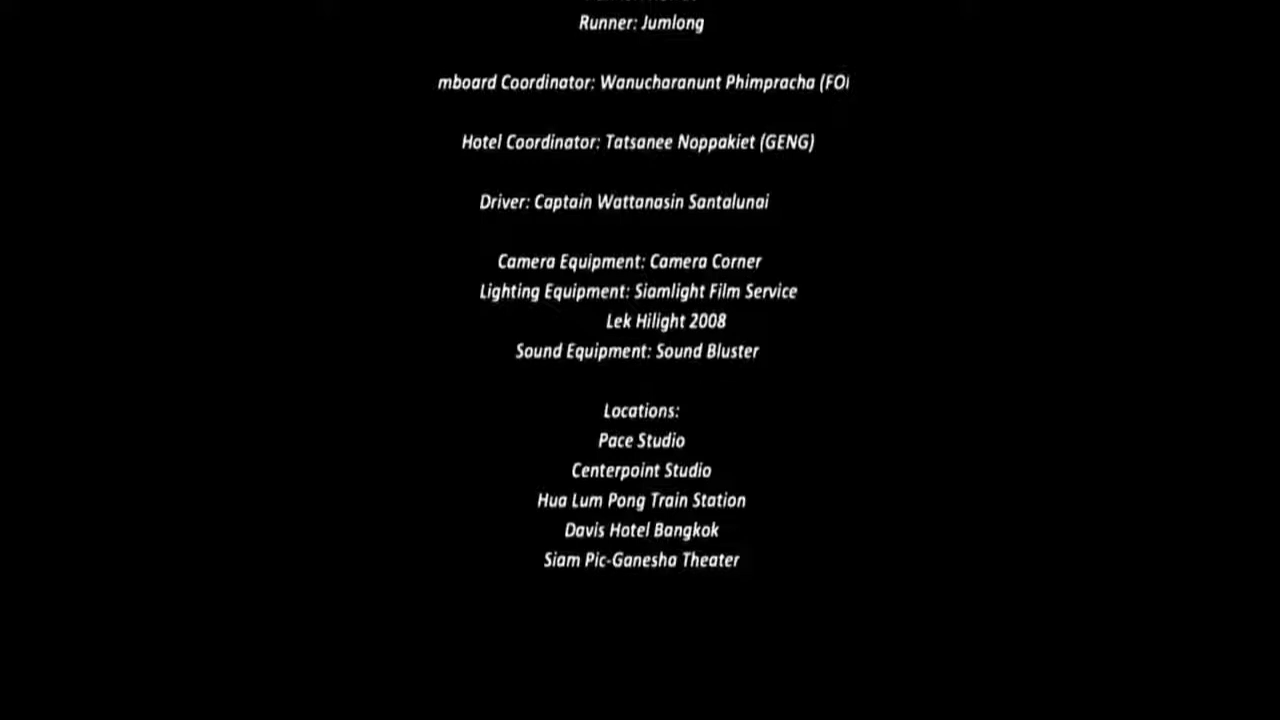 Runner: Jumlong
Coordinator: Wanucharanunt Phimpracha
Hotel Coordinator: Tatsanee Noppakiet (GENG)
Driver: Captain Wattanasin Santalunai
Camera Equipment: Camera Corner
Lighting Equipment: Siamlight Film Service
Lek Hilight 2008
Sound Equipment: Sound Bluster
Locations:
Pace Studio
Centerpoint Studio
Hua Lum Pong Train Station
Davis Hotel Bangkok
Siam Pic-Ganesha Theater